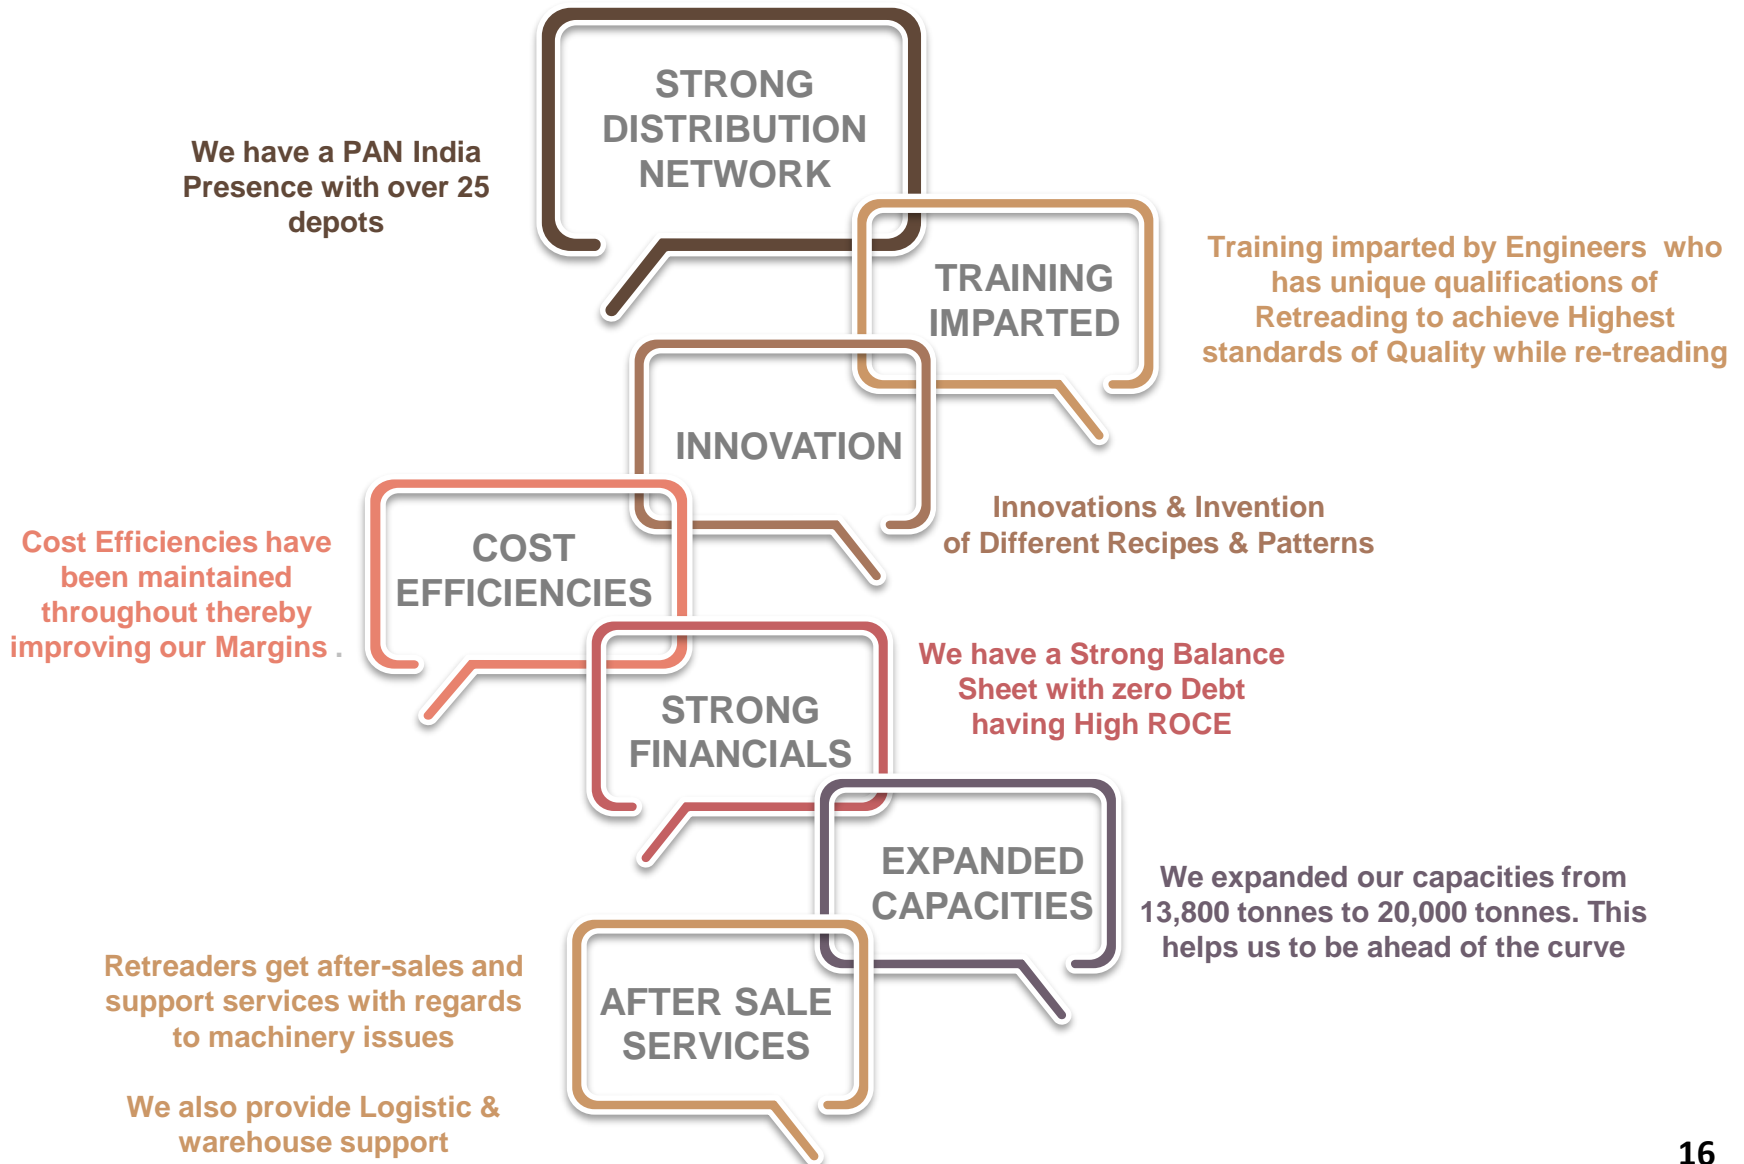 STRONG
DISTRIBUTION
NETWORK
We have a PAN India
Presence with over 25
depots
TRAINING
IMPARTED
Training imparted by Engineers  who
has unique qualifications of
Retreading to achieve Highest
standards of Quality while re-treading
INNOVATION
Innovations & Invention
of Different Recipes & Patterns
COST
EFFICIENCIES
Cost Efficiencies have
been maintained
throughout thereby
improving our Margins .
STRONG
FINANCIALS
We have a Strong Balance
Sheet with zero Debt
having High ROCE
EXPANDED
CAPACITIES
We expanded our capacities from
13,800 tonnes to 20,000 tonnes. This
helps us to be ahead of the curve
AFTER SALE
SERVICES
Retreaders get after-sales and
support services with regards
to machinery issues
We also provide Logistic &
warehouse support
16